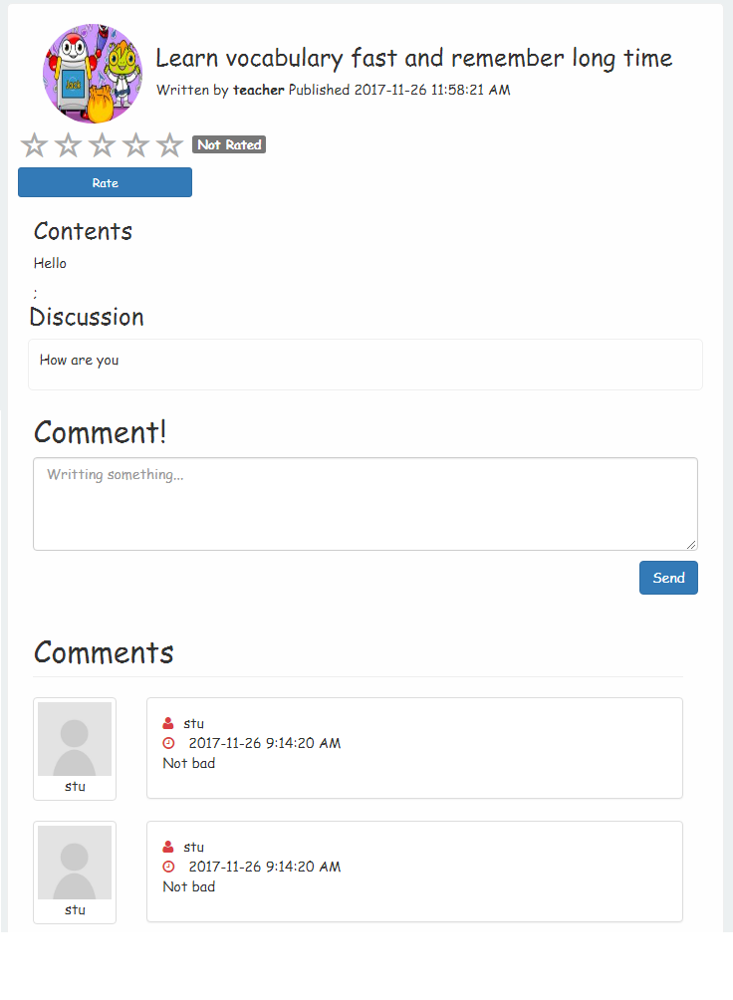 Learn vocabulary fast and remember long time
Written by teacher Published 2017-11-26 11:58:21 AM
Not Rated
Rate
Contents
Hello
;
Discussion
How are you
Comment!
Writting something...
Send
Comments
stu
2017-11-26 9:14:20 AM
Not bad
stu
stu
2017-11-26 9:14:20 AM
Not bad
stu